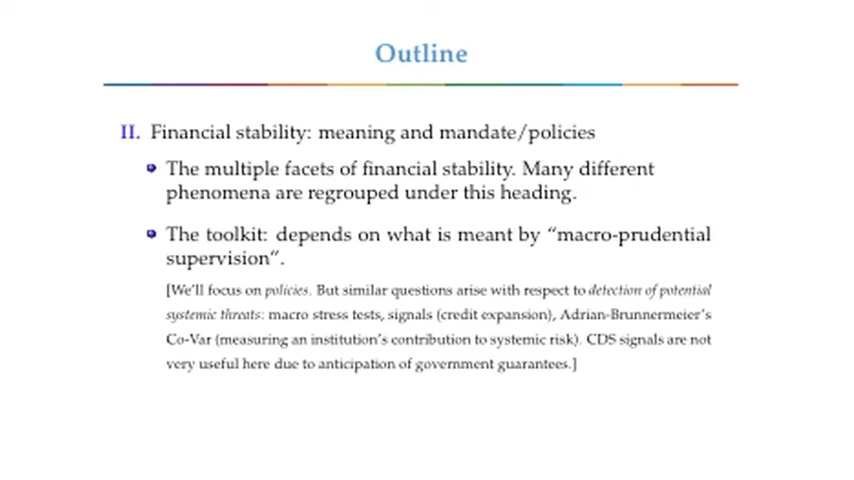 Outline
II. Financial stability: meaning and mandate/policies
The multiple facets of financial stability. Many different
phenomena are regrouped under this heading.
The toolkit: depends on what is meant by “macro-prudential
supervision”.
[We’ll focus on policies. But similar questions arise with respect to detection of potential
systemic threats: macro stress tests, signals (credit expansion), Adrian-Brunnermeier’s
Co-Var (measuring an institution’s contribution to systemic risk). CDS signals are not
very useful here due to anticipation of government guarantees.]